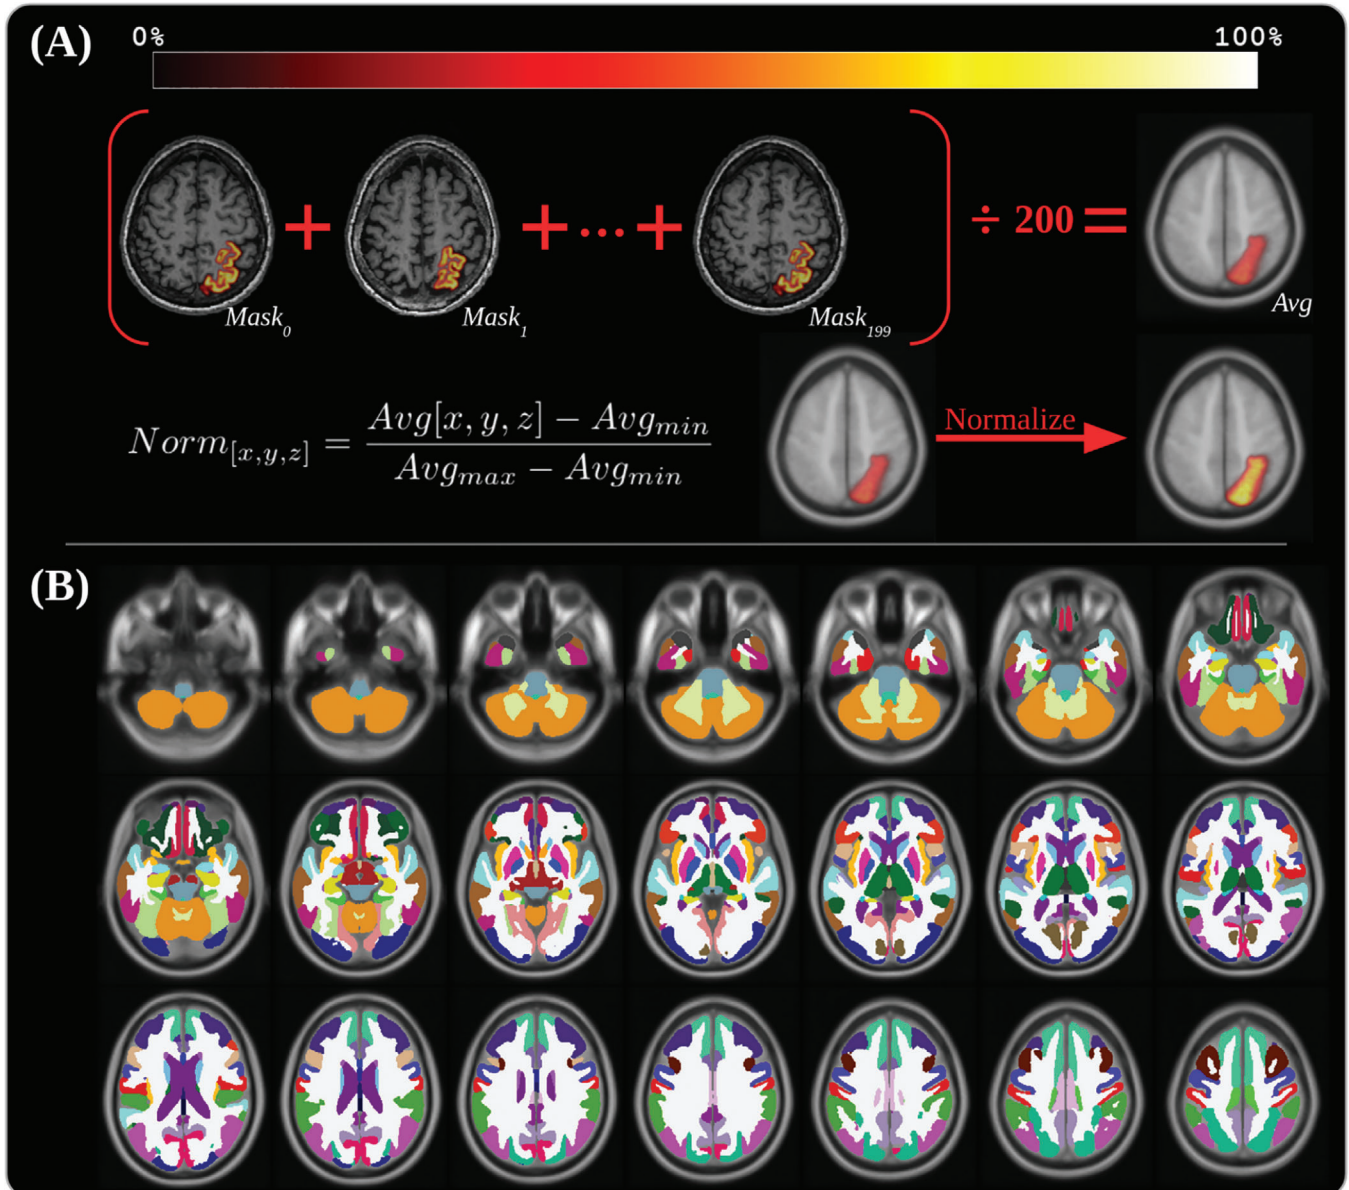 (A)
0% 100%
+ + ... + ÷ 200 =
Mask₀ Mask₁ Mask₁₉₉ Avg
Norm[x,y,z] = (Avg[x, y, z] − Avgmin) / (Avgmax − Avgmin)
Normalize
(B)